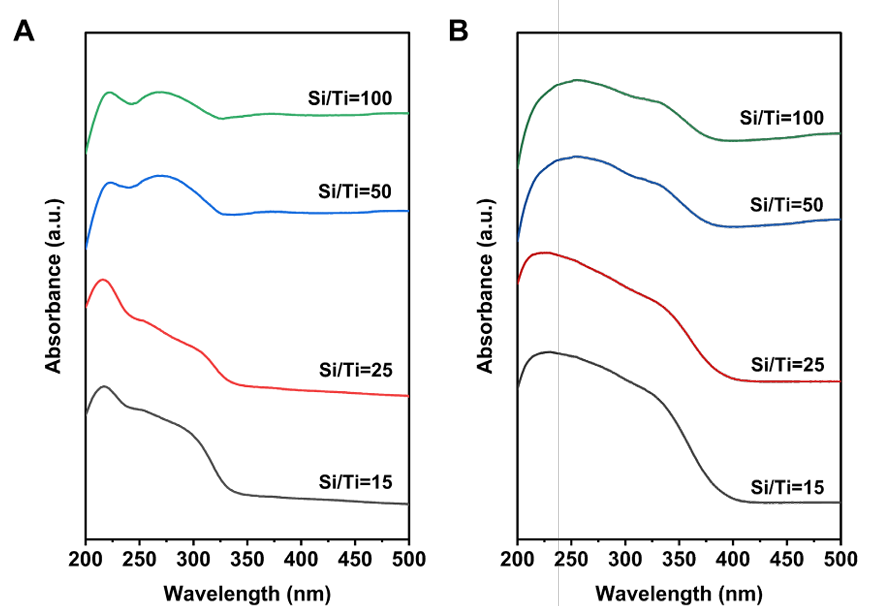 A
Si/Ti=100
Si/Ti=50
Si/Ti=25
Si/Ti=15
Absorbance (a.u.)
200 250 300 350 400 450 500
Wavelength (nm)
B
Si/Ti=100
Si/Ti=50
Si/Ti=25
Si/Ti=15
Absorbance (a.u.)
200 250 300 350 400 450 500
Wavelength (nm)